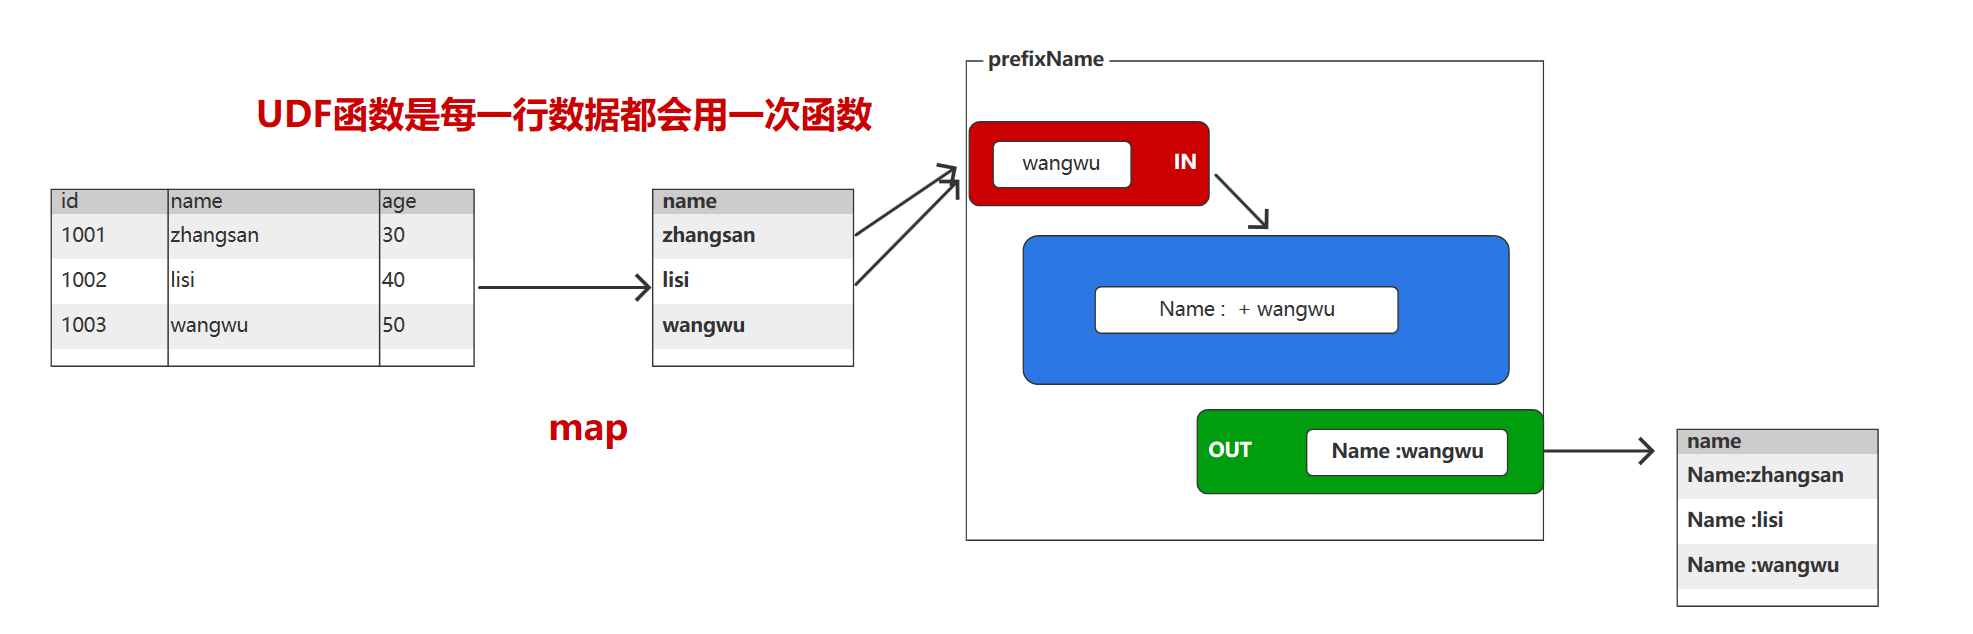 prefixName
UDF函数是每一行数据都会用一次函数
wangwu IN
id name age
1001 zhangsan 30
1002 lisi 40
1003 wangwu 50
name
zhangsan
lisi
wangwu
Name : + wangwu
map
OUT Name :wangwu
name
Name:zhangsan
Name :lisi
Name :wangwu